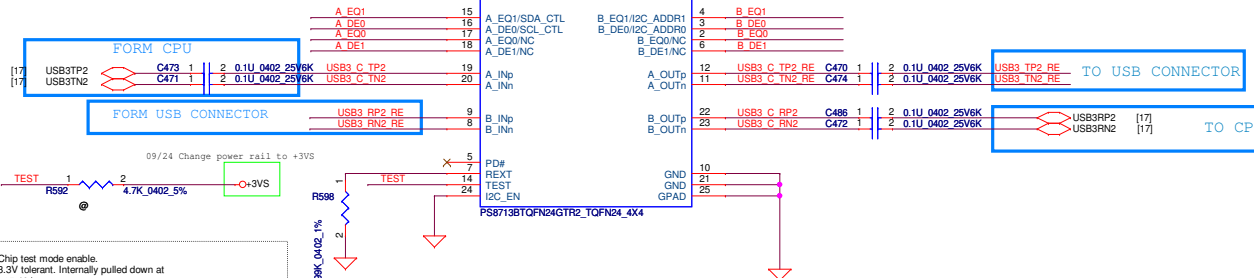 A_EQ1 15 A_EQ1/SDA_CTL B_EQ1/I2C_ADDR1 4 B_EQ1
A_DE0 16 A_DE0/SCL_CTL B_DE0/I2C_ADDR0 3 B_DE0
A_EQ0 17 A_EQ0/NC B_EQ0/NC 2 B_EQ0
A_DE1 18 A_DE1/NC B_DE1/NC 6 B_DE1
FORM CPU
[17] USB3TP2 C473 1 2 0.1U_0402_25V6K USB3_C_TP2 19 A_INp A_OUTp 12 USB3_C_TP2_RE C470 1 2 0.1U_0402_25V6K USB3_TP2_RE
[17] USB3TN2 C471 1 2 0.1U_0402_25V6K USB3_C_TN2 20 A_INn A_OUTn 11 USB3_C_TN2_RE C474 1 2 0.1U_0402_25V6K USB3_TN2_RE
TO USB CONNECTOR
FORM USB CONNECTOR
USB3_RP2_RE 9 B_INp B_OUTp 22 USB3_C_RP2 C486 1 2 0.1U_0402_25V6K USB3RP2 [17]
USB3_RN2_RE 8 B_INn B_OUTn 23 USB3_C_RN2 C472 1 2 0.1U_0402_25V6K USB3RN2 [17]
TO CP
09/24 Change power rail to +3VS
5 PD#
7 REXT GND 10
TEST 14 TEST GND 21
24 I2C_EN GPAD 25
TEST R592 1 2 4.7K_0402_5% +3VS
@
R598 1 2
9K_0402_1%
PS8713BTQFN24GTR2_TQFN24_4X4
Chip test mode enable.
3.3V tolerant. Internally pulled down at